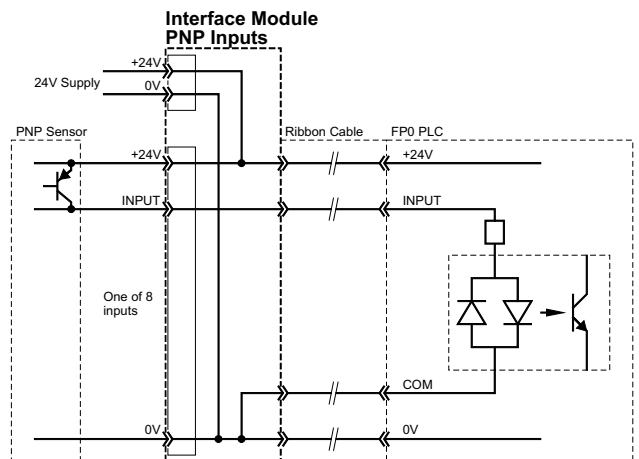 Interface Module
PNP Inputs
+24V
24V Supply
0V
PNP Sensor
Ribbon Cable
FP0 PLC
+24V
+24V
INPUT
INPUT
One of 8
inputs
COM
0V
0V